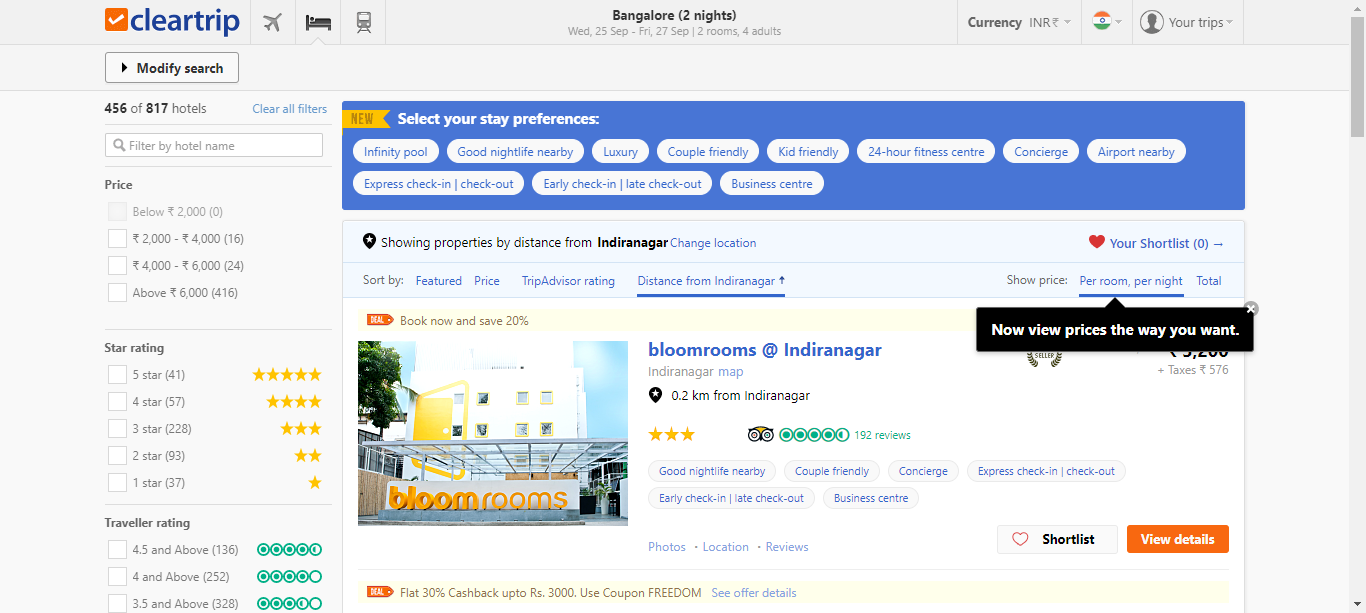 cleartrip
Bangalore (2 nights)
Wed, 25 Sep - Fri, 27 Sep | 2 rooms, 4 adults
Currency INR ₹
Your trips
Modify search
456 of 817 hotels
Clear all filters
Filter by hotel name
Price
Below ₹ 2,000 (0)
₹ 2,000 - ₹ 4,000 (16)
₹ 4,000 - ₹ 6,000 (24)
Above ₹ 6,000 (416)
Star rating
5 star (41)
4 star (57)
3 star (228)
2 star (93)
1 star (37)
Traveller rating
4.5 and Above (136)
4 and Above (252)
3.5 and Above (328)
NEW Select your stay preferences:
Infinity pool Good nightlife nearby Luxury Couple friendly Kid friendly 24-hour fitness centre Concierge Airport nearby
Express check-in | check-out Early check-in | late check-out Business centre
Showing properties by distance from Indiranagar Change location
Your Shortlist (0) →
Sort by: Featured Price TripAdvisor rating Distance from Indiranagar ↑
Show price: Per room, per night Total
Now view prices the way you want.
DEAL Book now and save 20%
bloomrooms
bloomrooms @ Indiranagar
Indiranagar map
0.2 km from Indiranagar
SELLER
+ Taxes ₹ 576
192 reviews
Good nightlife nearby Couple friendly Concierge Express check-in | check-out
Early check-in | late check-out Business centre
Photos · Location · Reviews
Shortlist
View details
DEAL Flat 30% Cashback upto Rs. 3000. Use Coupon FREEDOM See offer details